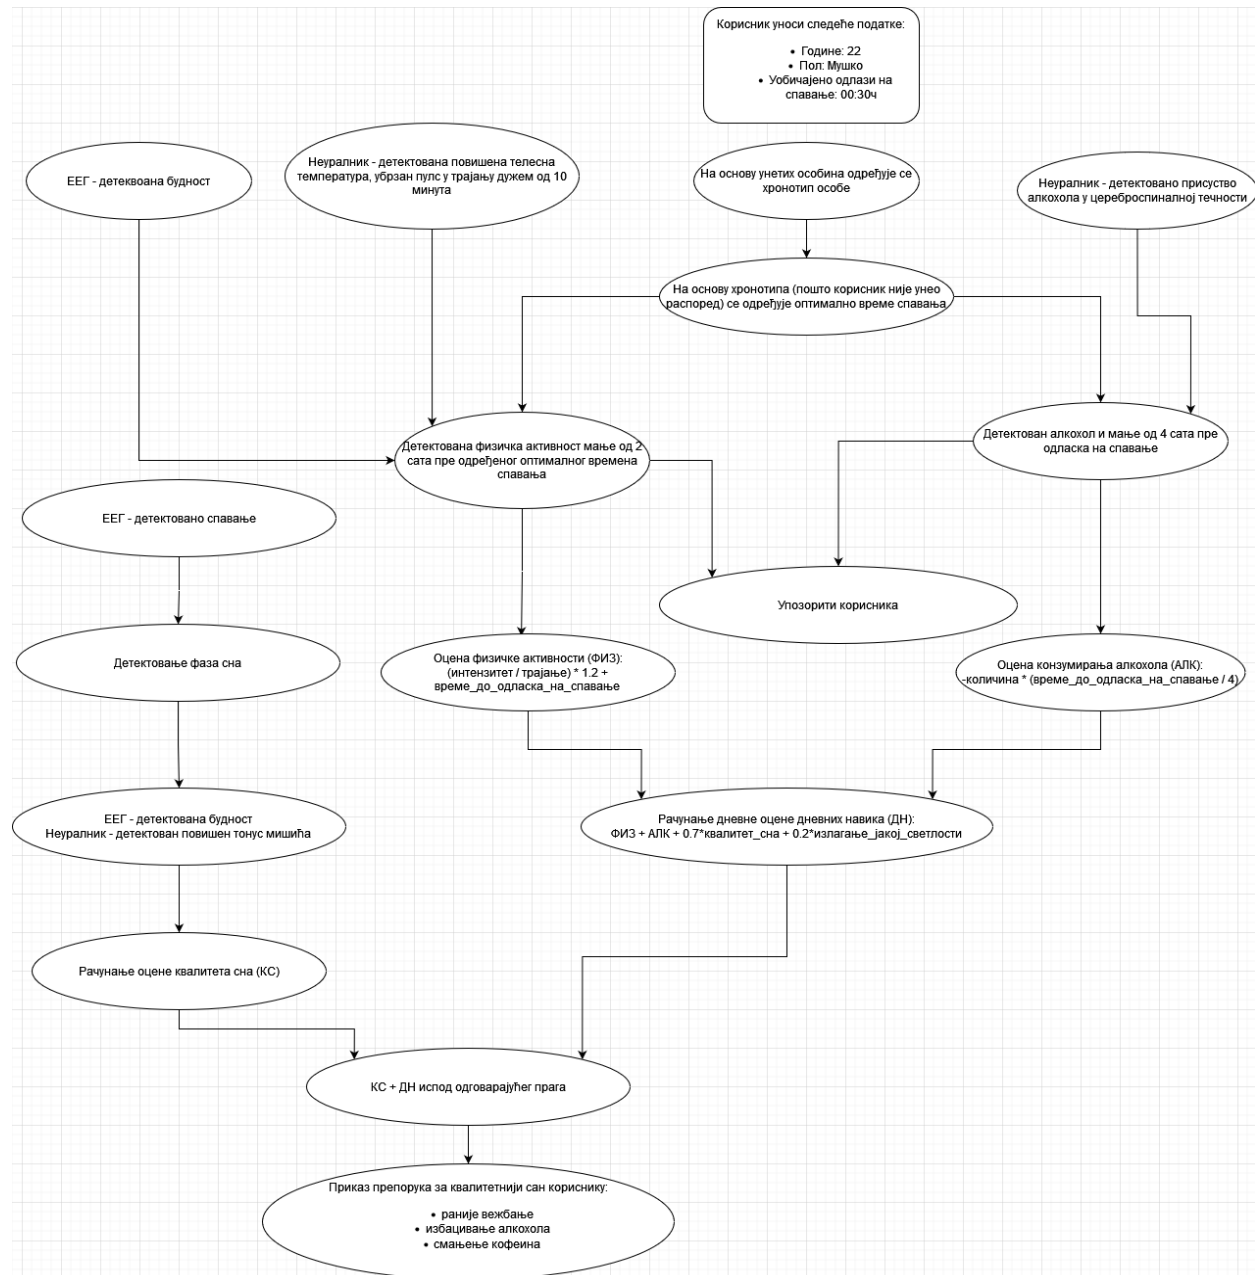 Корисник уноси следеће податке:
• Године: 22
• Пол: Мушко
• Уобичајено одлази на
спавање: 00:30ч
ЕЕГ - детеквоана будност
Неуралник - детектована повишена телесна
температура, убрзан пулс у трајању дужем од 10
минута
На основу унетих особина одређује се
хронотип особе
Неуралник - детектовано присуство
алкохола у цереброспиналној течности
На основу хронотипа (пошто корисник није унео
распоред) се одређује оптимално време спавања
Детектована физичка активност мање од 2
сата пре одређеног оптималног времена
спавања
Детектован алкохол и мање од 4 сата пре
одласка на спавање
ЕЕГ - детектовано спавање
Упозорити корисника
Детектовање фаза сна
Оцена физичке активности (ФИЗ):
(интензитет / трајање) * 1.2 +
време_до_одласка_на_спавање
Оцена конзумирања алкохола (АЛК):
-количина * (време_до_одласка_на_спавање / 4)
ЕЕГ - детектована будност
Неуралник - детектован повишен тонус мишића
Рачунање дневне оцене дневних навика (ДН):
ФИЗ + АЛК + 0.7*квалитет_сна + 0.2*излагање_јакој_светлости
Рачунање оцене квалитета сна (КС)
КС + ДН испод одговарајућег прага
Приказ препорука за квалитетнији сан кориснику:
• раније вежбање
• избацивање алкохола
• смањење кофеина